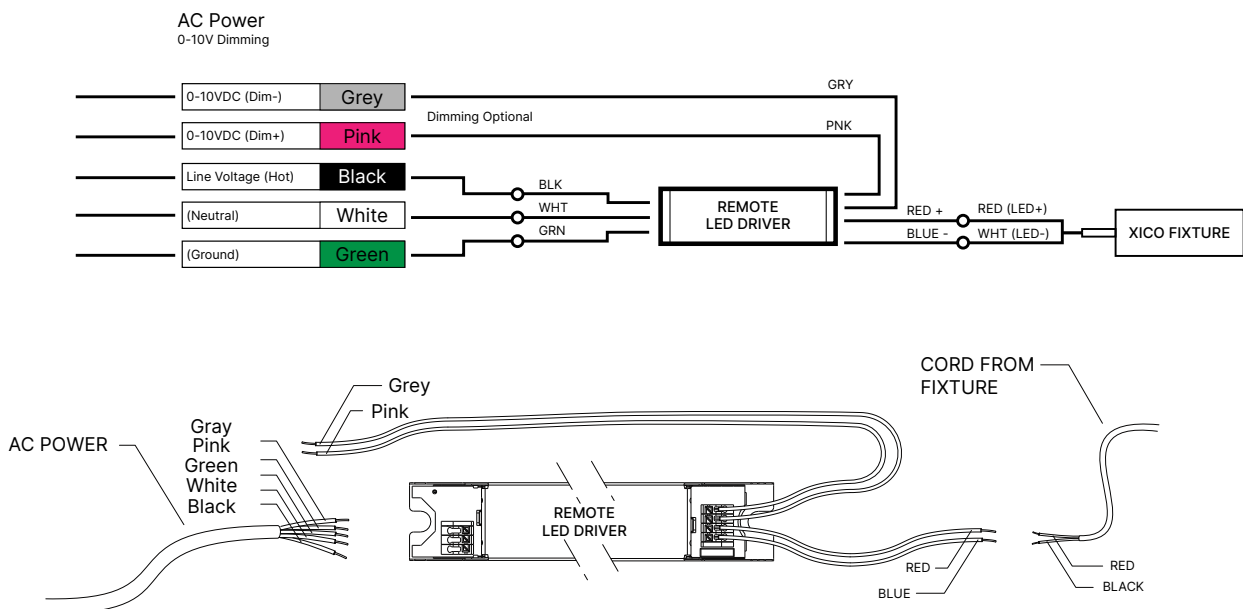 AC Power
0-10V Dimming
0-10VDC (Dim-) Grey GRY
Dimming Optional
0-10VDC (Dim+) Pink PNK
Line Voltage (Hot) Black BLK
(Neutral) White WHT
(Ground) Green GRN
REMOTE
LED DRIVER
RED + RED (LED+)
BLUE - WHT (LED-)
XICO FIXTURE
Grey
Pink
AC POWER
Gray
Pink
Green
White
Black
REMOTE
LED DRIVER
CORD FROM
FIXTURE
RED
BLUE
RED
BLACK